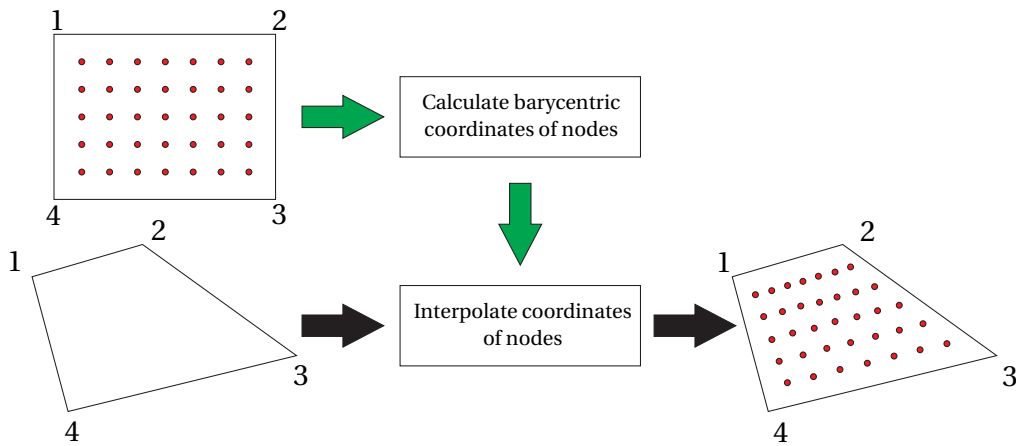 1 2
Calculate barycentric
coordinates of nodes
4 3
2
1
3
4
Interpolate coordinates
of nodes
2
1
3
4